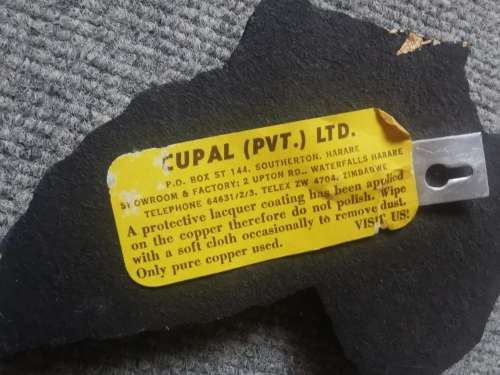 CUPAL (PVT.) LTD.
P.O. BOX ST 144, SOUTHERTON, HARARE
SHOWROOM & FACTORY: 2 UPTON RD., WATERFALLS HARARE
TELEPHONE 64631/2/3, TELEX ZW 4704, ZIMBABWE
A protective lacquer coating has been applied
on the copper therefore do not polish. Wipe
with a soft cloth occasionally to remove dust.
Only pure copper used. VISIT US!